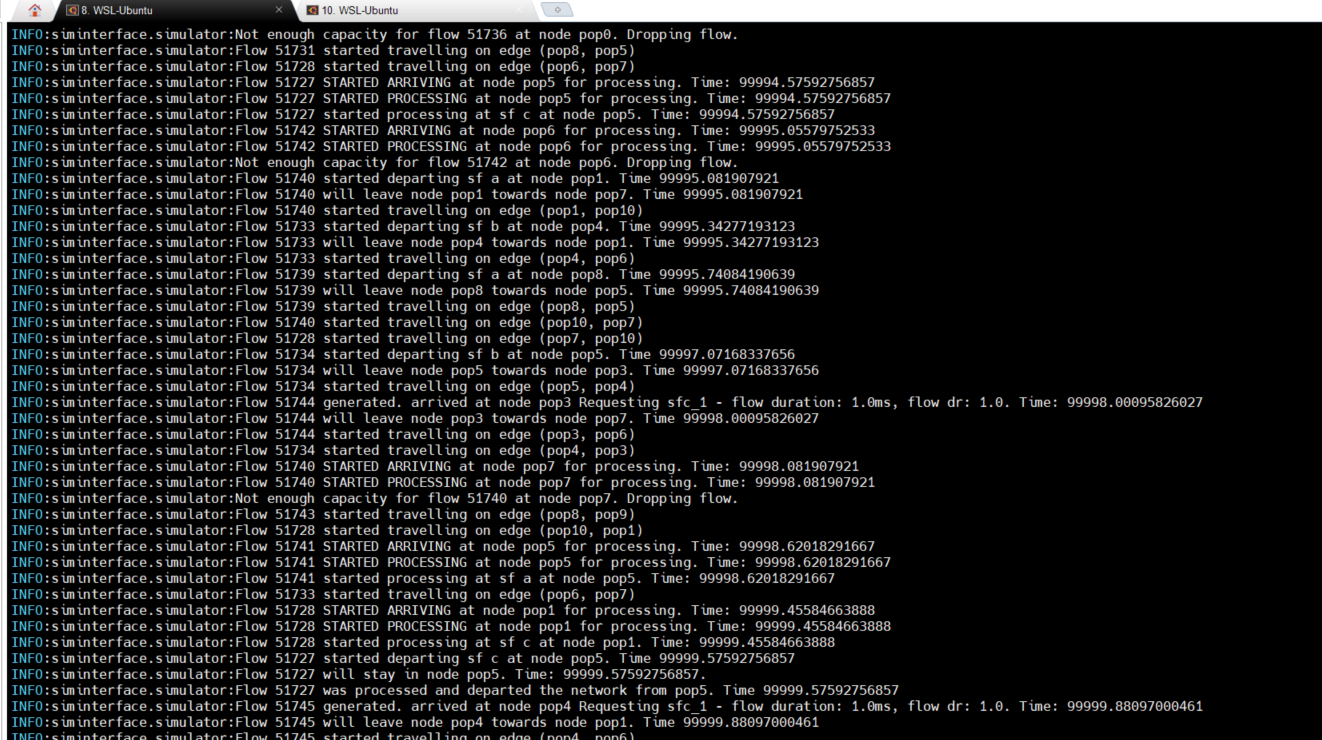 8. WSL-Ubuntu
10. WSL-Ubuntu
INFO:siminterface.simulator:Not enough capacity for flow 51736 at node pop0. Dropping flow.
INFO:siminterface.simulator:Flow 51731 started travelling on edge (pop8, pop5)
INFO:siminterface.simulator:Flow 51728 started travelling on edge (pop6, pop7)
INFO:siminterface.simulator:Flow 51727 STARTED ARRIVING at node pop5 for processing. Time: 99994.57592756857
INFO:siminterface.simulator:Flow 51727 STARTED PROCESSING at node pop5 for processing. Time: 99994.57592756857
INFO:siminterface.simulator:Flow 51727 started processing at sf c at node pop5. Time: 99994.57592756857
INFO:siminterface.simulator:Flow 51742 STARTED ARRIVING at node pop6 for processing. Time: 99995.05579752533
INFO:siminterface.simulator:Flow 51742 STARTED PROCESSING at node pop6 for processing. Time: 99995.05579752533
INFO:siminterface.simulator:Not enough capacity for flow 51742 at node pop6. Dropping flow.
INFO:siminterface.simulator:Flow 51740 started departing sf a at node pop1. Time 99995.081907921
INFO:siminterface.simulator:Flow 51740 will leave node pop1 towards node pop7. Time 99995.081907921
INFO:siminterface.simulator:Flow 51740 started travelling on edge (pop1, pop10)
INFO:siminterface.simulator:Flow 51733 started departing sf b at node pop4. Time 99995.34277193123
INFO:siminterface.simulator:Flow 51733 will leave node pop4 towards node pop1. Time 99995.34277193123
INFO:siminterface.simulator:Flow 51733 started travelling on edge (pop4, pop6)
INFO:siminterface.simulator:Flow 51739 started departing sf a at node pop8. Time 99995.74084190639
INFO:siminterface.simulator:Flow 51739 will leave node pop8 towards node pop5. Time 99995.74084190639
INFO:siminterface.simulator:Flow 51739 started travelling on edge (pop8, pop5)
INFO:siminterface.simulator:Flow 51740 started travelling on edge (pop10, pop7)
INFO:siminterface.simulator:Flow 51728 started travelling on edge (pop7, pop10)
INFO:siminterface.simulator:Flow 51734 started departing sf b at node pop5. Time 99997.07168337656
INFO:siminterface.simulator:Flow 51734 will leave node pop5 towards node pop3. Time 99997.07168337656
INFO:siminterface.simulator:Flow 51734 started travelling on edge (pop5, pop4)
INFO:siminterface.simulator:Flow 51744 generated. arrived at node pop3 Requesting sfc_1 - flow duration: 1.0ms, flow dr: 1.0. Time: 99998.00095826027
INFO:siminterface.simulator:Flow 51744 will leave node pop3 towards node pop7. Time 99998.00095826027
INFO:siminterface.simulator:Flow 51744 started travelling on edge (pop3, pop6)
INFO:siminterface.simulator:Flow 51734 started travelling on edge (pop4, pop3)
INFO:siminterface.simulator:Flow 51740 STARTED ARRIVING at node pop7 for processing. Time: 99998.081907921
INFO:siminterface.simulator:Flow 51740 STARTED PROCESSING at node pop7 for processing. Time: 99998.081907921
INFO:siminterface.simulator:Not enough capacity for flow 51740 at node pop7. Dropping flow.
INFO:siminterface.simulator:Flow 51743 started travelling on edge (pop8, pop9)
INFO:siminterface.simulator:Flow 51728 started travelling on edge (pop10, pop1)
INFO:siminterface.simulator:Flow 51741 STARTED ARRIVING at node pop5 for processing. Time: 99998.62018291667
INFO:siminterface.simulator:Flow 51741 STARTED PROCESSING at node pop5 for processing. Time: 99998.62018291667
INFO:siminterface.simulator:Flow 51741 started processing at sf a at node pop5. Time: 99998.62018291667
INFO:siminterface.simulator:Flow 51733 started travelling on edge (pop6, pop7)
INFO:siminterface.simulator:Flow 51728 STARTED ARRIVING at node pop1 for processing. Time: 99999.45584663888
INFO:siminterface.simulator:Flow 51728 STARTED PROCESSING at node pop1 for processing. Time: 99999.45584663888
INFO:siminterface.simulator:Flow 51728 started processing at sf c at node pop1. Time: 99999.45584663888
INFO:siminterface.simulator:Flow 51727 started departing sf c at node pop5. Time 99999.57592756857
INFO:siminterface.simulator:Flow 51727 will stay in node pop5. Time: 99999.57592756857.
INFO:siminterface.simulator:Flow 51727 was processed and departed the network from pop5. Time 99999.57592756857
INFO:siminterface.simulator:Flow 51745 generated. arrived at node pop4 Requesting sfc_1 - flow duration: 1.0ms, flow dr: 1.0. Time: 99999.88097000461
INFO:siminterface.simulator:Flow 51745 will leave node pop4 towards node pop1. Time 99999.88097000461
INFO:siminterface.simulator:Flow 51745 started travelling on edge (pop4, pop6)